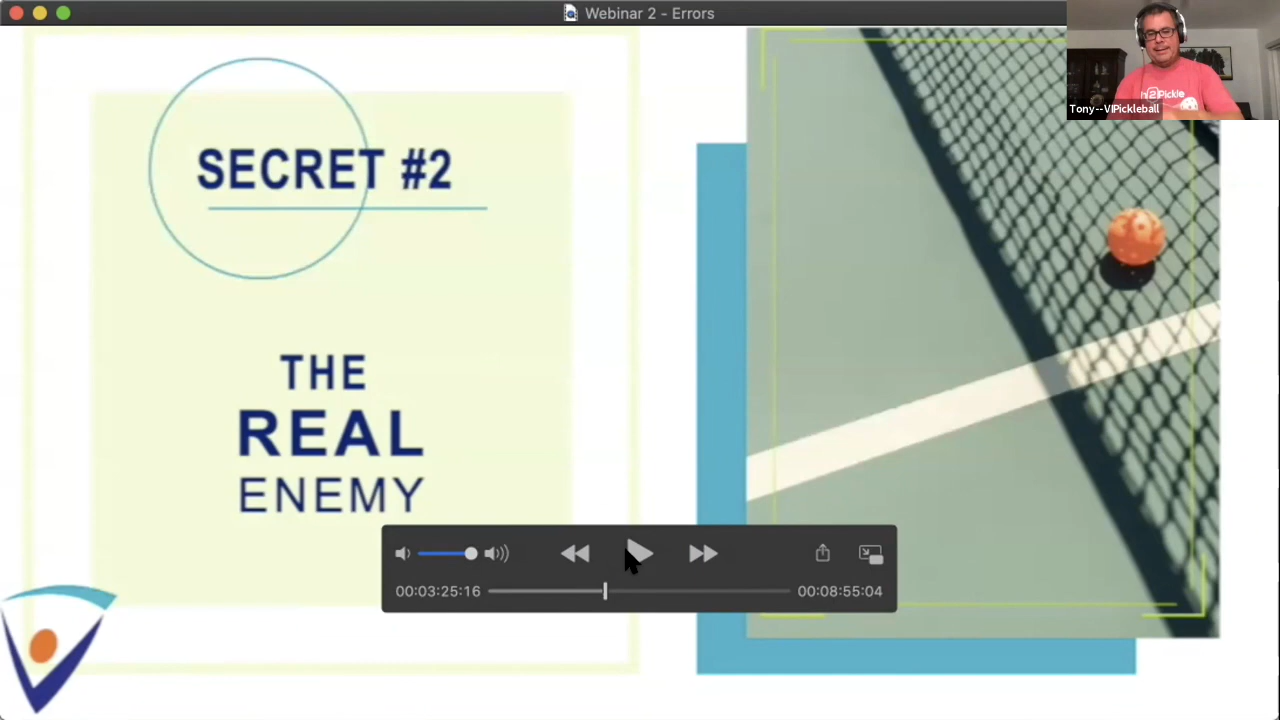 Webinar 2 - Errors
Tony--VIPickleball
SECRET #2
THE
REAL
ENEMY
00:03:25:16
00:08:55:04